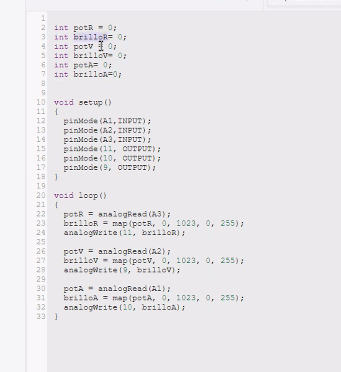 1
2 int potR = 0;
3 int brilloR= 0;
4 int potV = 0;
5 int brilloV= 0;
6 int potA= 0;
7 int brilloA=0;
8
9
10 void setup()
11 {
12 pinMode(A1,INPUT);
13 pinMode(A2,INPUT);
14 pinMode(A3,INPUT);
15 pinMode(11, OUTPUT);
16 pinMode(10, OUTPUT);
17 pinMode(9, OUTPUT);
18 }
19
20 void loop()
21 {
22 potR = analogRead(A3);
23 brilloR = map(potR, 0, 1023, 0, 255);
24 analogWrite(11, brilloR);
25
26 potV = analogRead(A2);
27 brilloV = map(potV, 0, 1023, 0, 255);
28 analogWrite(9, brilloV);
29
30 potA = analogRead(A1);
31 brilloA = map(potA, 0, 1023, 0, 255);
32 analogWrite(10, brilloA);
33 }